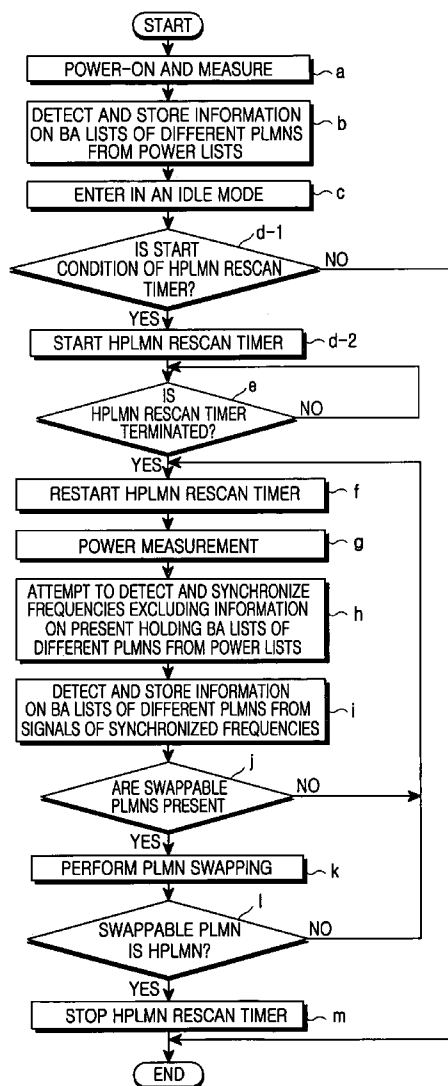 START
POWER-ON AND MEASURE
a
DETECT AND STORE INFORMATION
ON BA LISTS OF DIFFERENT PLMNS
FROM POWER LISTS
b
ENTER IN AN IDLE MODE
c
d-1
IS START
CONDITION OF HPLMN RESCAN
TIMER?
NO
YES
START HPLMN RESCAN TIMER
d-2
e
IS
HPLMN RESCAN TIMER
TERMINATED?
NO
YES
RESTART HPLMN RESCAN TIMER
f
POWER MEASUREMENT
g
ATTEMPT TO DETECT AND SYNCHRONIZE
FREQUENCIES EXCLUDING INFORMATION
ON PRESENT HOLDING BA LISTS OF
DIFFERENT PLMNS FROM POWER LISTS
h
DETECT AND STORE INFORMATION
ON BA LISTS OF DIFFERENT PLMNS FROM
SIGNALS OF SYNCHRONIZED FREQUENCIES
i
j
ARE SWAPPABLE
PLMNS PRESENT
NO
YES
PERFORM PLMN SWAPPING
k
l
SWAPPABLE PLMN
IS HPLMN?
NO
YES
STOP HPLMN RESCAN TIMER
m
END